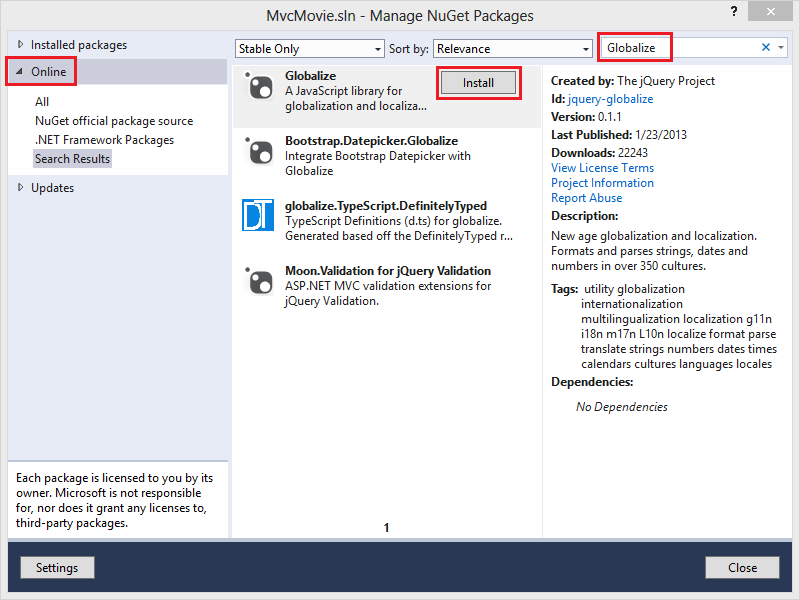 MvcMovie.sln - Manage NuGet Packages
?
Installed packages
Online
All
NuGet official package source
.NET Framework Packages
Search Results
Updates
Each package is licensed to you by its
owner. Microsoft is not responsible
for, nor does it grant any licenses to,
third-party packages.
Stable Only
Sort by:
Relevance
Globalize
Globalize
A JavaScript library for
globalization and localiza...
Install
Bootstrap.Datepicker.Globalize
Integrate Bootstrap Datepicker with
Globalize
DT
globalize.TypeScript.DefinitelyTyped
TypeScript Definitions (d.ts) for globalize.
Generated based off the DefinitelyTyped r...
Moon.Validation for jQuery Validation
ASP.NET MVC validation extensions for
jQuery Validation.
1
Created by: The jQuery Project
Id: jquery-globalize
Version: 0.1.1
Last Published: 1/23/2013
Downloads: 22243
View License Terms
Project Information
Report Abuse
Description:
New age globalization and localization.
Formats and parses strings, dates and
numbers in over 350 cultures.
Tags: utility globalization
internationalization
multilingualization localization g11n
i18n m17n L10n localize format parse
translate strings numbers dates times
calendars cultures languages locales
Dependencies:
No Dependencies
Settings
Close